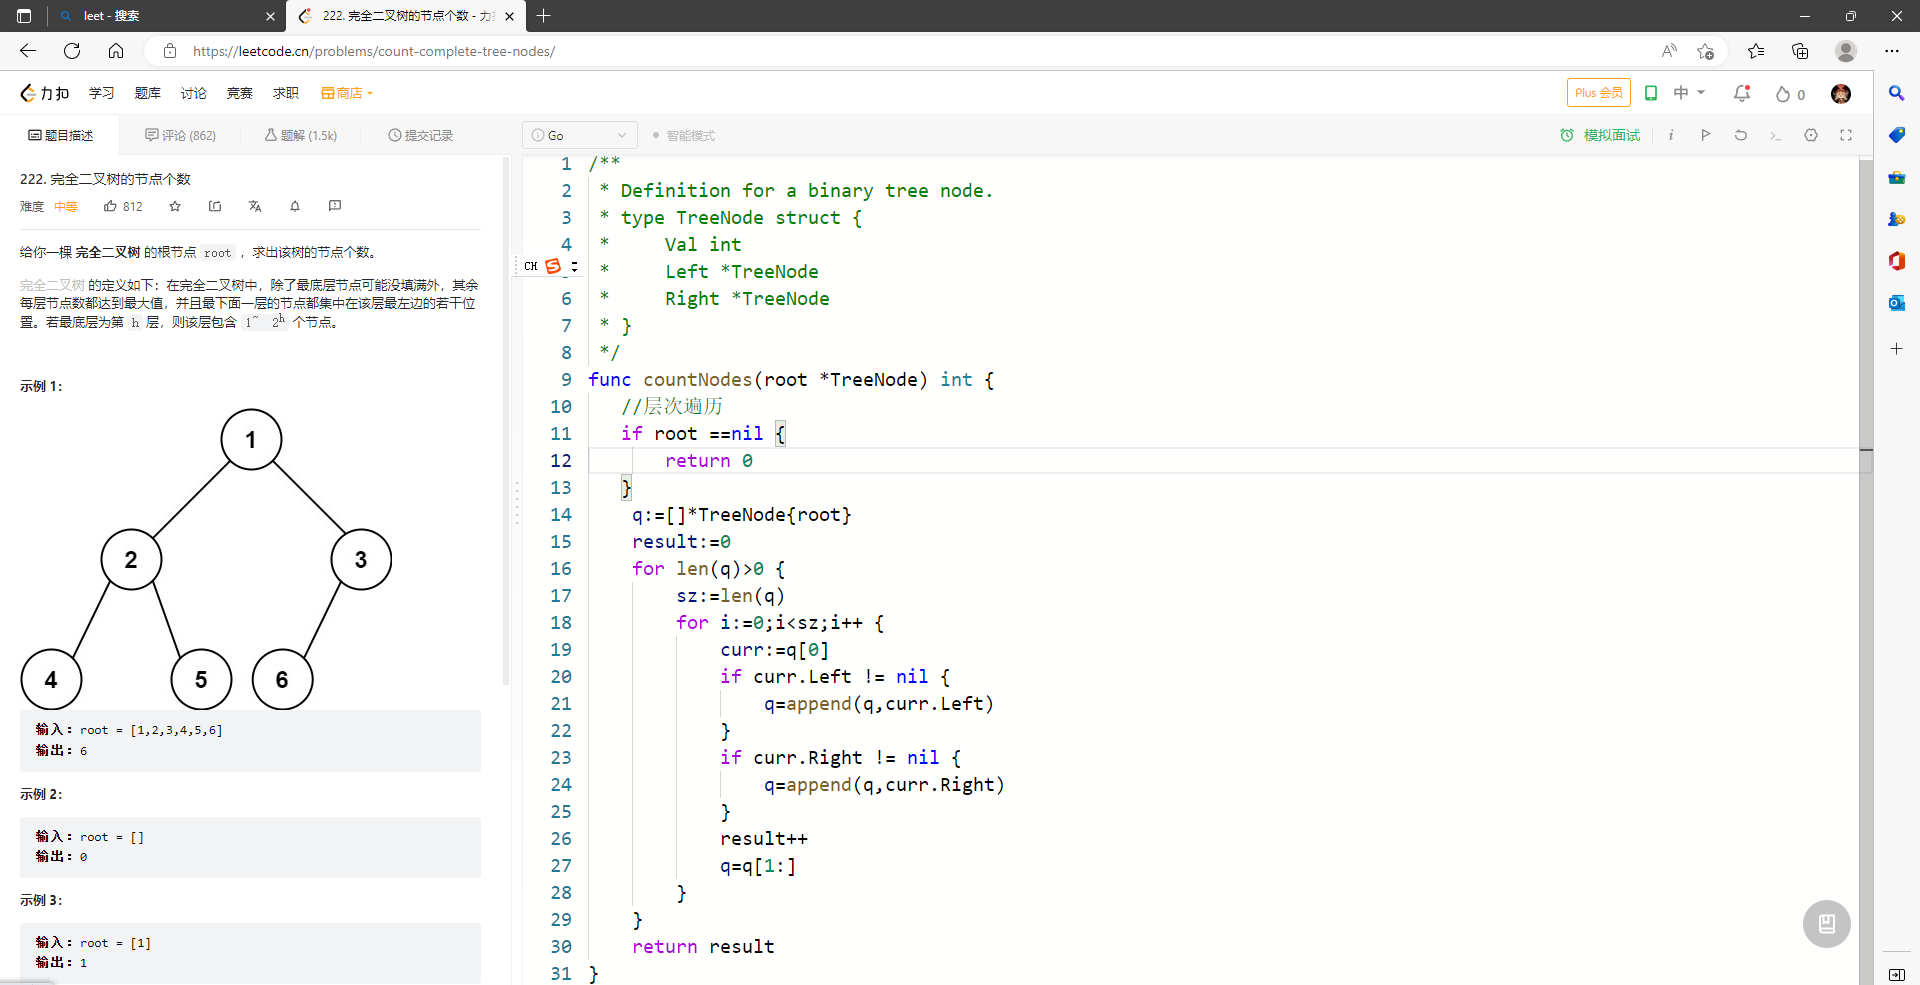 leet - 搜索
222. 完全二叉树的节点个数 - 力
https://leetcode.cn/problems/count-complete-tree-nodes/
力扣 学习 题库 讨论 竞赛 求职 商店
Plus 会员 中 0
题目描述 评论 (862) 题解 (1.5k) 提交记录
Go 智能模式 模拟面试
222. 完全二叉树的节点个数
难度 中等 812
给你一棵 完全二叉树 的根节点 root ，求出该树的节点个数。
完全二叉树 的定义如下：在完全二叉树中，除了最底层节点可能没填满外，其余
每层节点数都达到最大值，并且最下面一层的节点都集中在该层最左边的若干位
置。若最底层为第 h 层，则该层包含 1~ 2^h 个节点。
示例 1：
1
2 3
4 5 6
输入：root = [1,2,3,4,5,6]
输出：6
示例 2：
输入：root = []
输出：0
示例 3：
输入：root = [1]
输出：1
CH
1 /**
2 * Definition for a binary tree node.
3 * type TreeNode struct {
4 *     Val int
*     Left *TreeNode
6 *     Right *TreeNode
7 * }
8 */
9 func countNodes(root *TreeNode) int {
10 //层次遍历
11 if root ==nil {
12 return 0
13 }
14 q:=[]*TreeNode{root}
15 result:=0
16 for len(q)>0 {
17 sz:=len(q)
18 for i:=0;i<sz;i++ {
19 curr:=q[0]
20 if curr.Left != nil {
21 q=append(q,curr.Left)
22 }
23 if curr.Right != nil {
24 q=append(q,curr.Right)
25 }
26 result++
27 q=q[1:]
28 }
29 }
30 return result
31 }